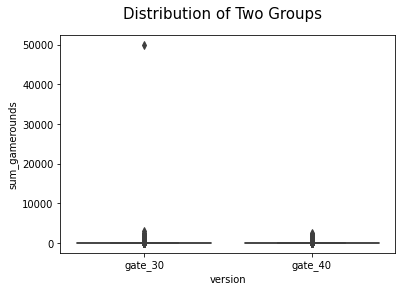 Distribution of Two Groups
50000
40000
30000
20000
10000
0
sum_gamerounds
gate_30
gate_40
version